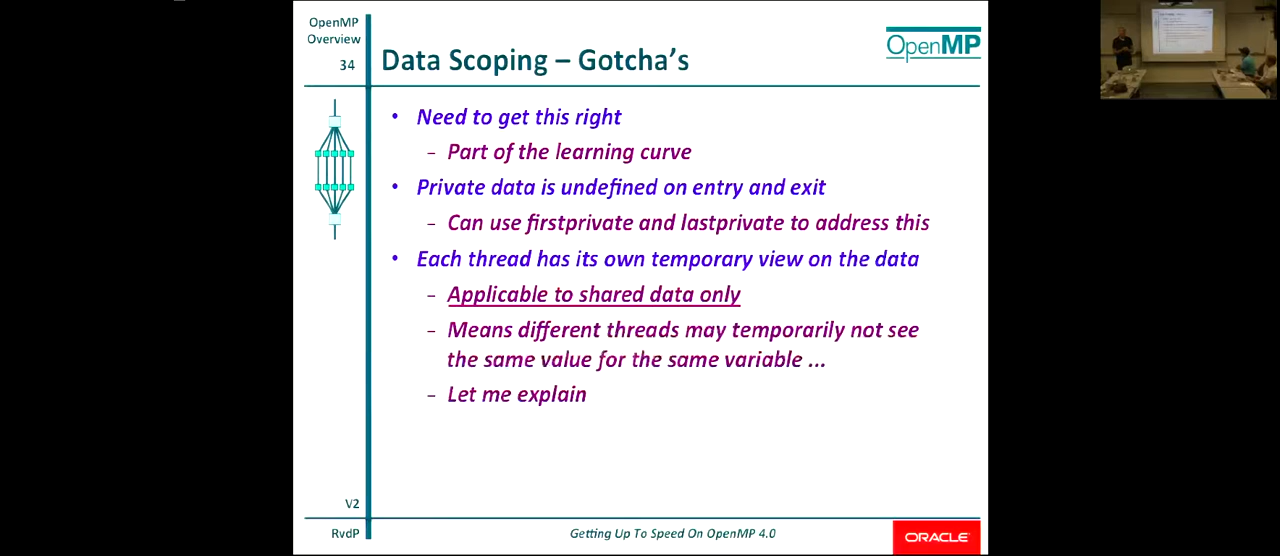 OpenMP
Overview
34
Data Scoping – Gotcha's
OpenMP
• Need to get this right
– Part of the learning curve
• Private data is undefined on entry and exit
– Can use firstprivate and lastprivate to address this
• Each thread has its own temporary view on the data
– Applicable to shared data only
– Means different threads may temporarily not see
the same value for the same variable ...
– Let me explain
V2
RvdP
Getting Up To Speed On OpenMP 4.0
ORACLE